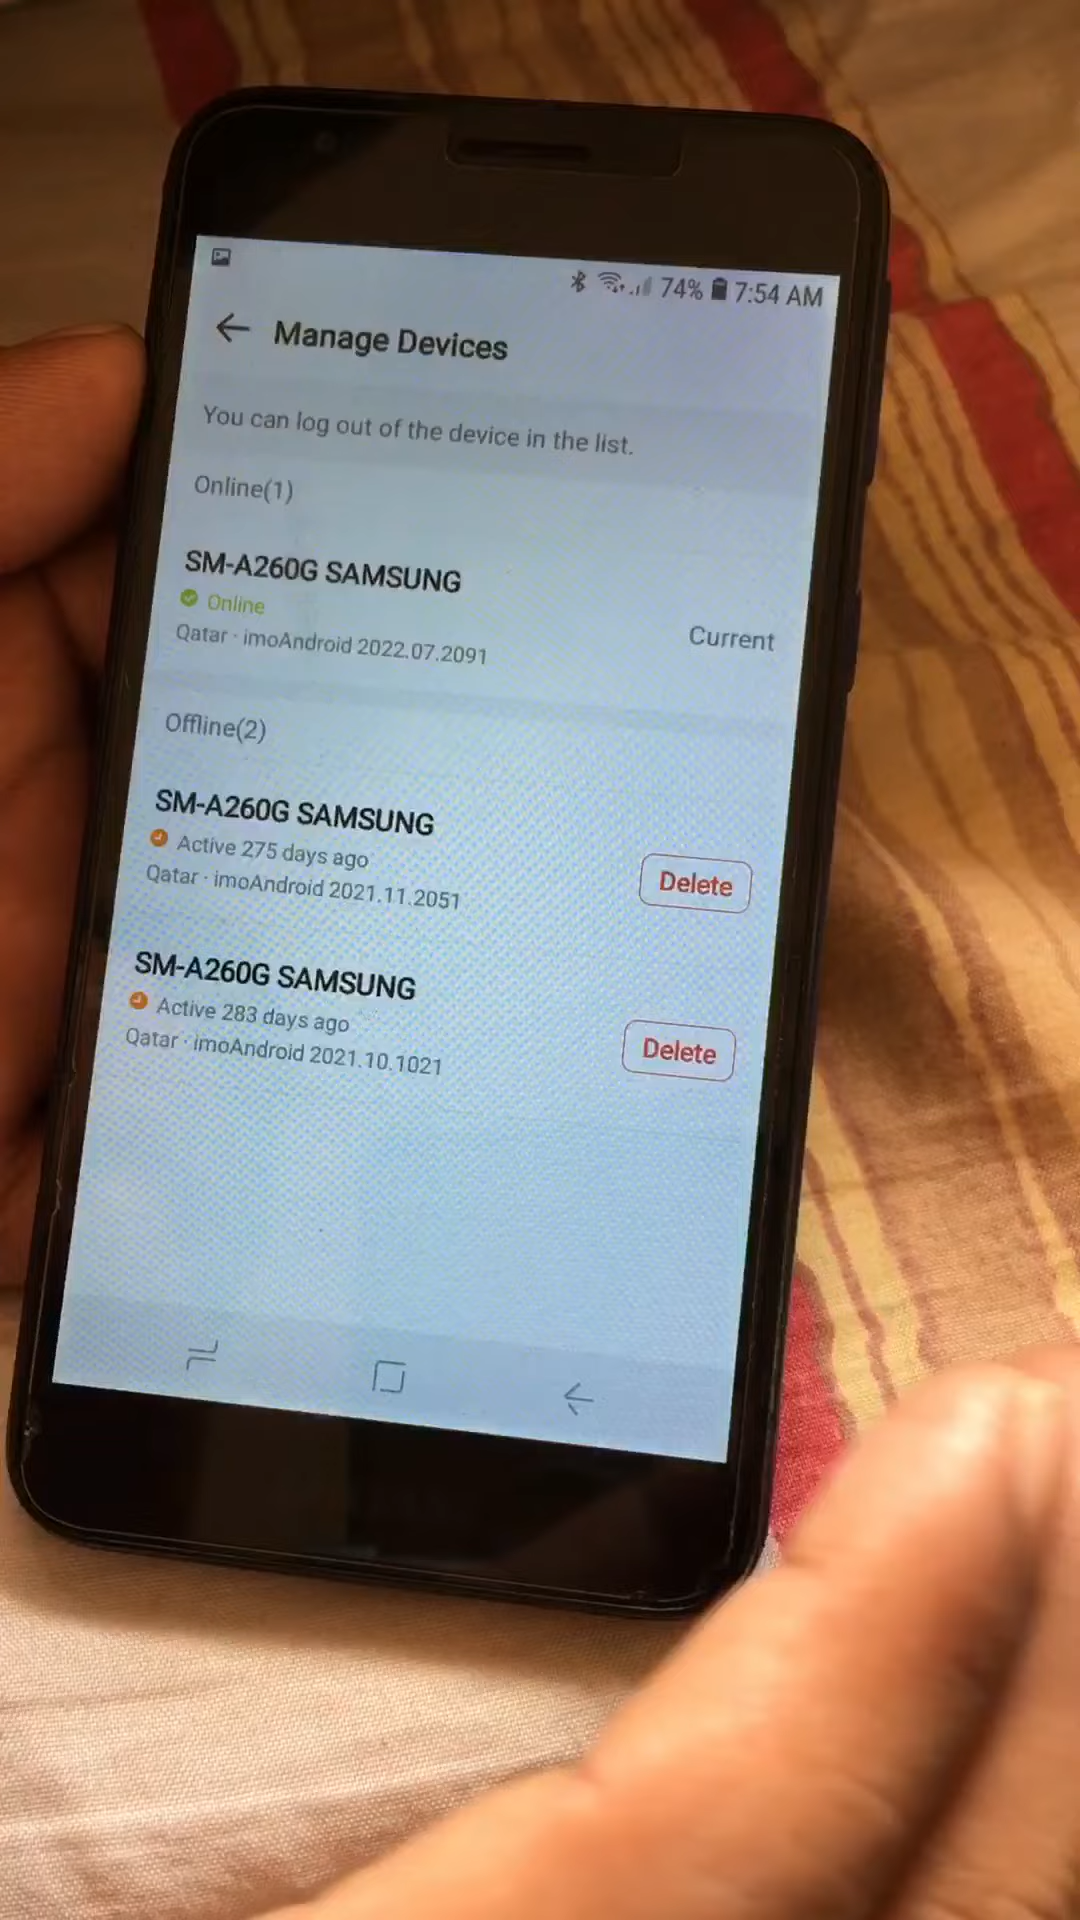 74% 7:54 AM
Manage Devices
You can log out of the device in the list.
Online(1)
SM-A260G SAMSUNG
Online
Qatar · imoAndroid 2022.07.2091
Current
Offline(2)
SM-A260G SAMSUNG
Active 275 days ago
Qatar · imoAndroid 2021.11.2051
Delete
SM-A260G SAMSUNG
Active 283 days ago
Qatar · imoAndroid 2021.10.1021
Delete